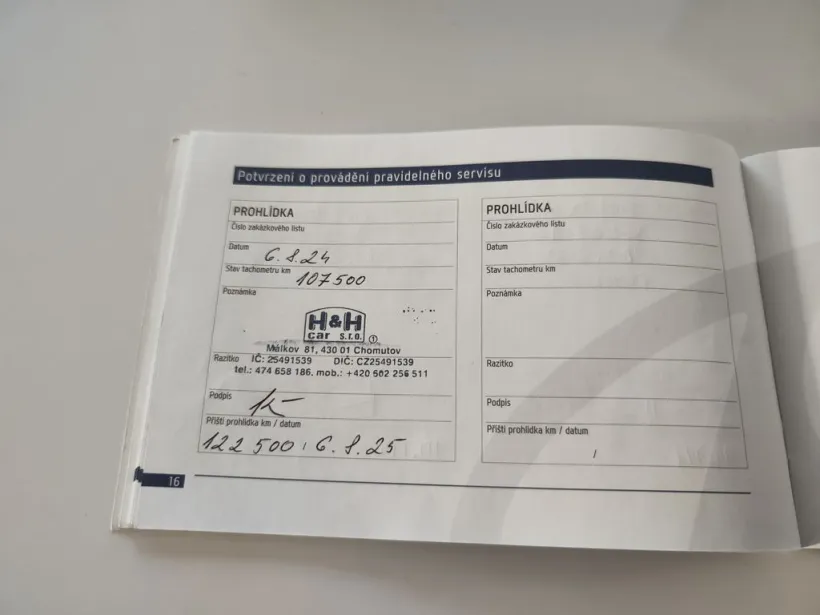 Potvrzení o provádění pravidelného servisu
PROHLÍDKA
Číslo zakázkového listu
Datum 6.8.24
Stav tachometru km 107500
Poznámka
H&H
car s.r.o. ①
Málkov 81, 430 01 Chomutov
Razítko IČ: 25491539 DIČ: CZ25491539
tel.: 474 658 186, mob.: +420 602 256 511
Podpis
Příští prohlídka km / datum
122 500 / 6.8.25
PROHLÍDKA
Číslo zakázkového listu
Datum
Stav tachometru km
Poznámka
Razítko
Podpis
Příští prohlídka km / datum
/
16